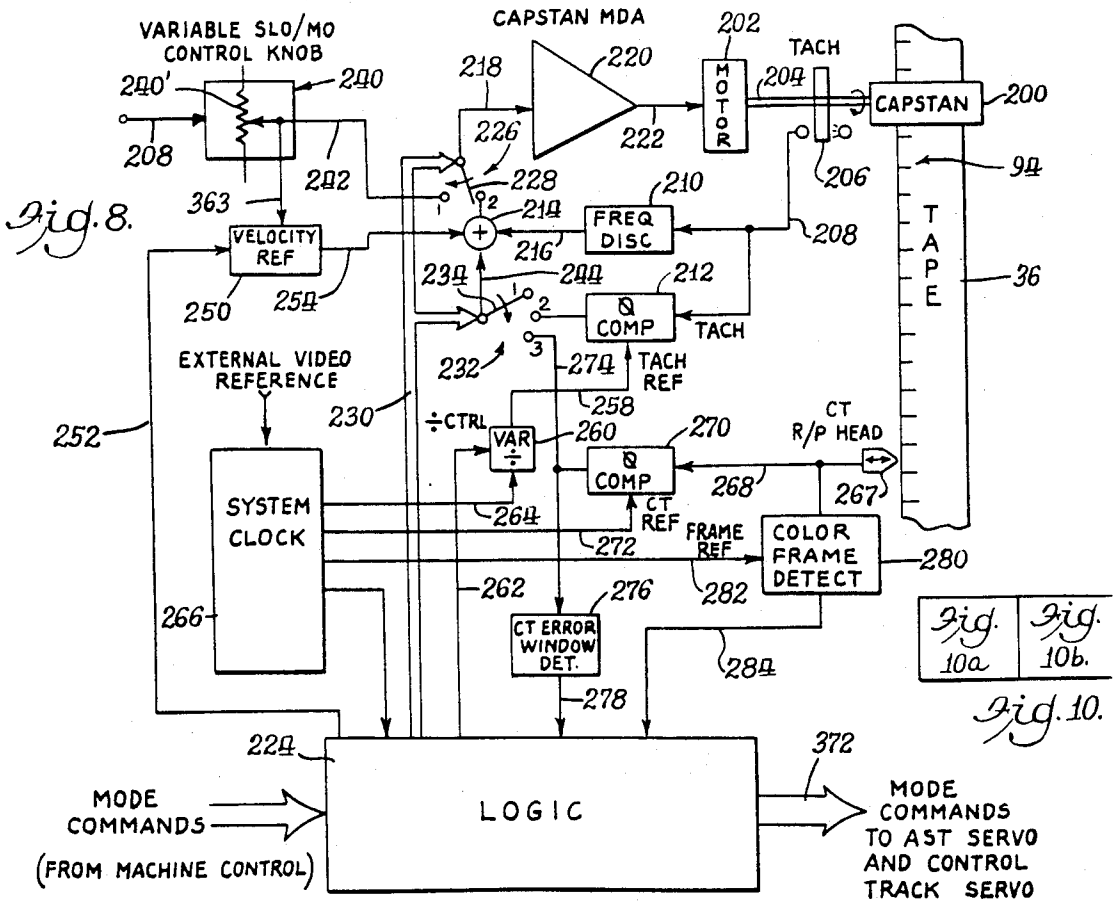 CAPSTAN MDA
VARIABLE SLO/MO
CONTROL KNOB
240'
240
208
242
363
218
220
226
222
202
MOTOR
204
TACH
CAPSTAN
200
206
94
Fig. 8.
228
1
2
214
+
210
FREQ
DISC
216
208
VELOCITY
REF
254
250
244
234
1
2
3
212
Ø
COMP
TACH
TAPE
36
232
274
TACH
REF
258
EXTERNAL VIDEO
REFERENCE
252
230
÷CTRL
VAR
÷
260
270
Ø
COMP
CT
R/P HEAD
268
267
SYSTEM
CLOCK
264
CT
REF
272
FRAME
REF
COLOR
FRAME
DETECT
280
282
262
266
276
CT ERROR
WINDOW
DET.
278
284
Fig.
10a
Fig.
10b.
Fig. 10.
224
LOGIC
372
MODE
COMMANDS
(FROM MACHINE CONTROL)
MODE
COMMANDS
TO AST SERVO
AND CONTROL
TRACK SERVO